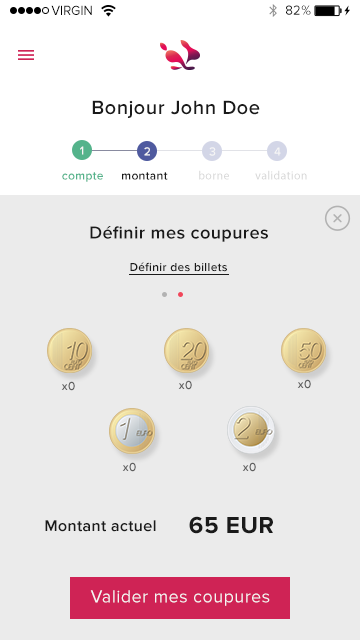 VIRGIN 82%
Bonjour John Doe
1 2 3 4
compte montant borne validation
Définir mes coupures
Définir des billets
10 CENT 20 CENT 50 CENT
x0 x0 x0
1 EURO 2 EURO
x0 x0
Montant actuel 65 EUR
Valider mes coupures